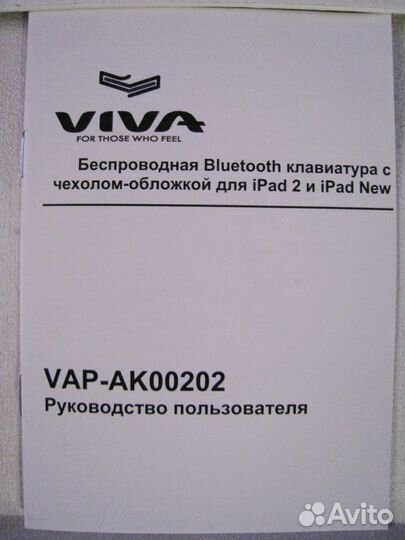 VIVA
FOR THOSE WHO FEEL
Беспроводная Bluetooth клавиатура с
чехолом-обложкой для iPad 2 и iPad New
VAP-AK00202
Руководство пользователя
Avito